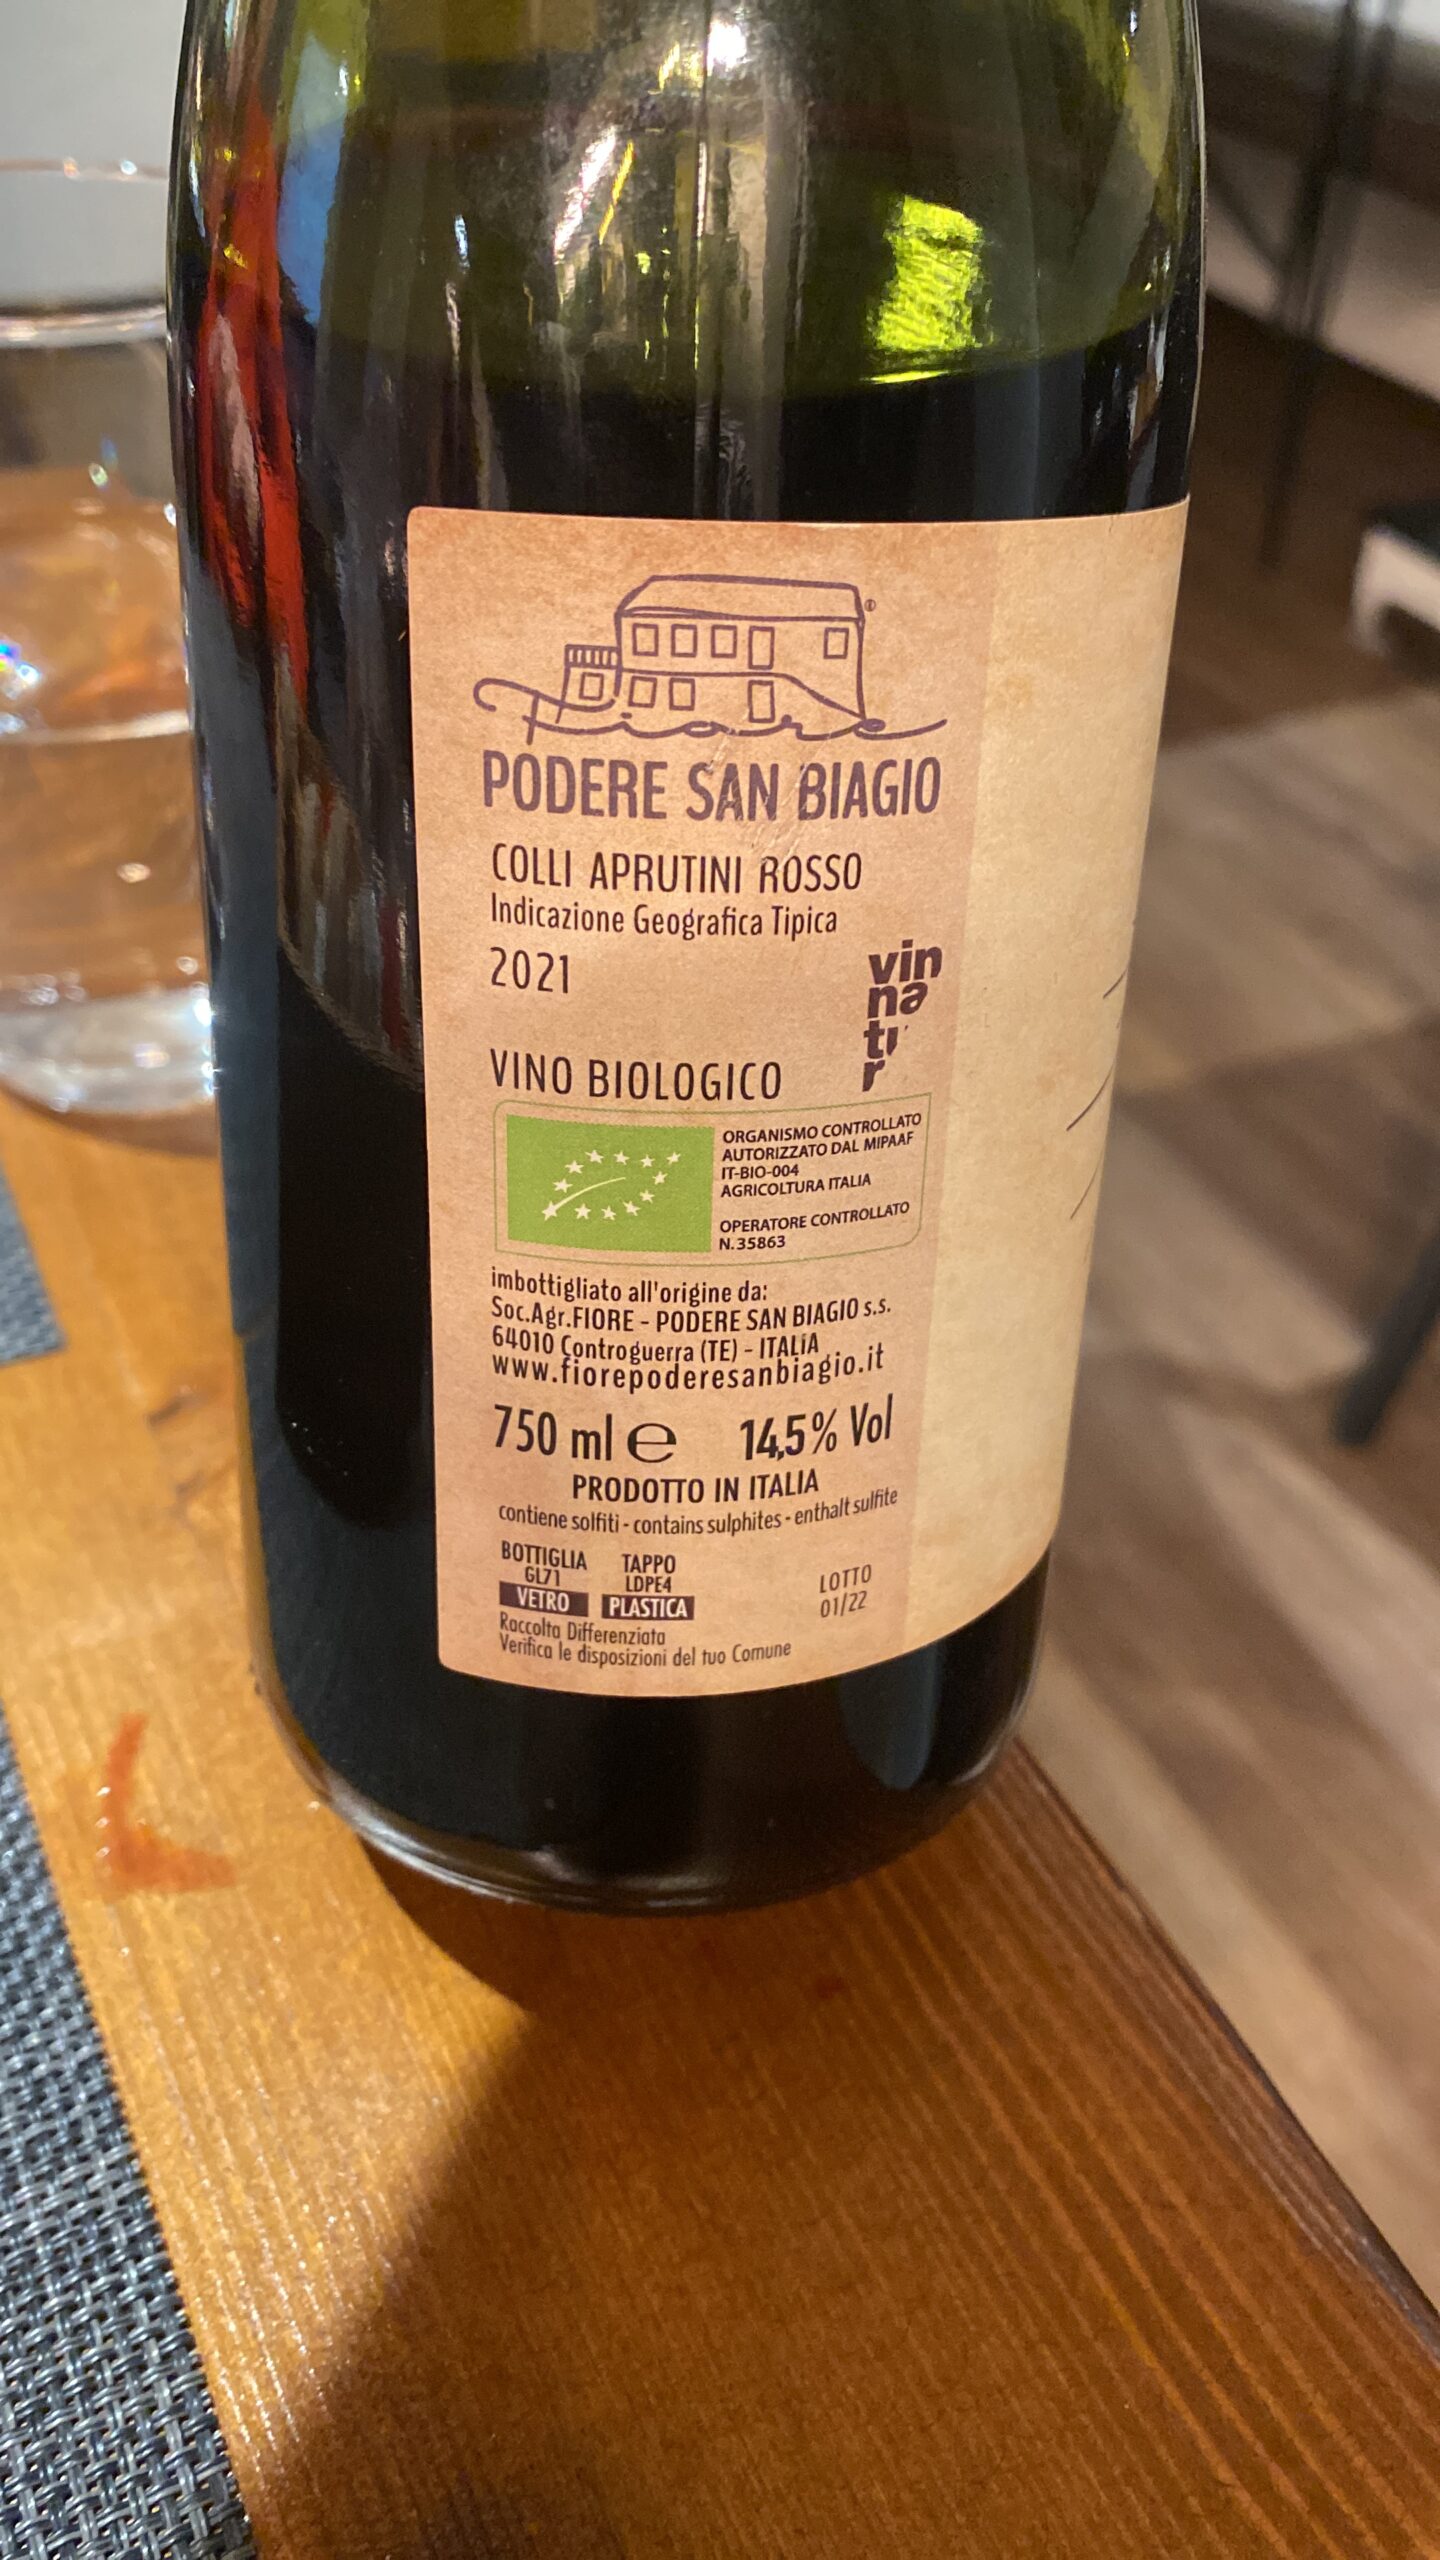 Fiore
PODERE SAN BIAGIO
COLLI APRUTINI ROSSO
Indicazione Geografica Tipica
2021
vin
na
tu
r
VINO BIOLOGICO
ORGANISMO CONTROLLATO
AUTORIZZATO DAL MIPAAF
IT-BIO-004
AGRICOLTURA ITALIA
OPERATORE CONTROLLATO
N.35863
imbottigliato all'origine da:
Soc.Agr.FIORE - PODERE SAN BIAGIO s.s.
64010 Controguerra (TE) - ITALIA
www.fiorepoderesanbiagio.it
750 ml e 14,5% Vol
PRODOTTO IN ITALIA
contiene solfiti - contains sulphites - enthalt sulfite
BOTTIGLIA TAPPO
GL71 LDPE4
VETRO PLASTICA
LOTTO
01/22
Raccolta Differenziata
Verifica le disposizioni del tuo Comune